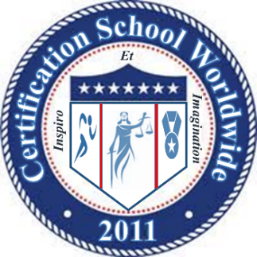 Certification School Worldwide
Et
Inspiro
Imagination
2011